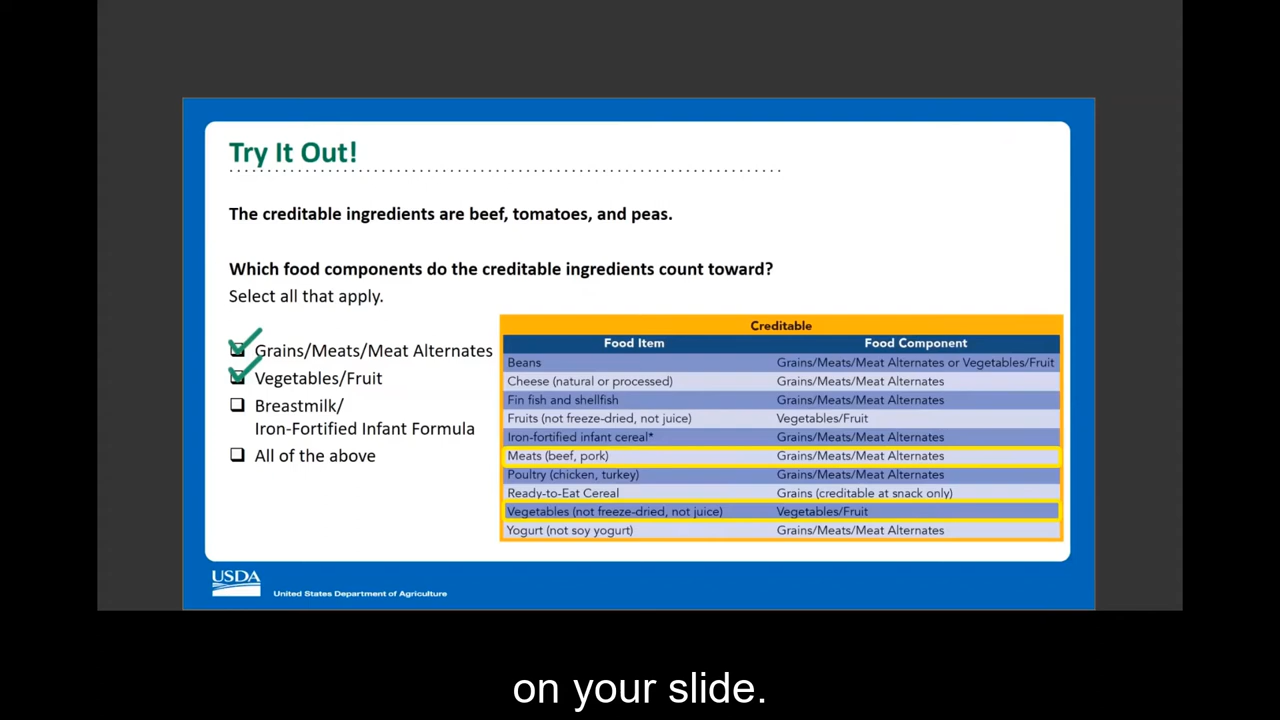 Try It Out!
The creditable ingredients are beef, tomatoes, and peas.
Which food components do the creditable ingredients count toward?
Select all that apply.
Grains/Meats/Meat Alternates
Vegetables/Fruit
Breastmilk/
Iron-Fortified Infant Formula
All of the above
Creditable
Food Item Food Component
Beans Grains/Meats/Meat Alternates or Vegetables/Fruit
Cheese (natural or processed) Grains/Meats/Meat Alternates
Fin fish and shellfish Grains/Meats/Meat Alternates
Fruits (not freeze-dried, not juice) Vegetables/Fruit
Iron-fortified infant cereal* Grains/Meats/Meat Alternates
Meats (beef, pork) Grains/Meats/Meat Alternates
Poultry (chicken, turkey) Grains/Meats/Meat Alternates
Ready-to-Eat Cereal Grains (creditable at snack only)
Vegetables (not freeze-dried, not juice) Vegetables/Fruit
Yogurt (not soy yogurt) Grains/Meats/Meat Alternates
USDA
United States Department of Agriculture
on your slide.